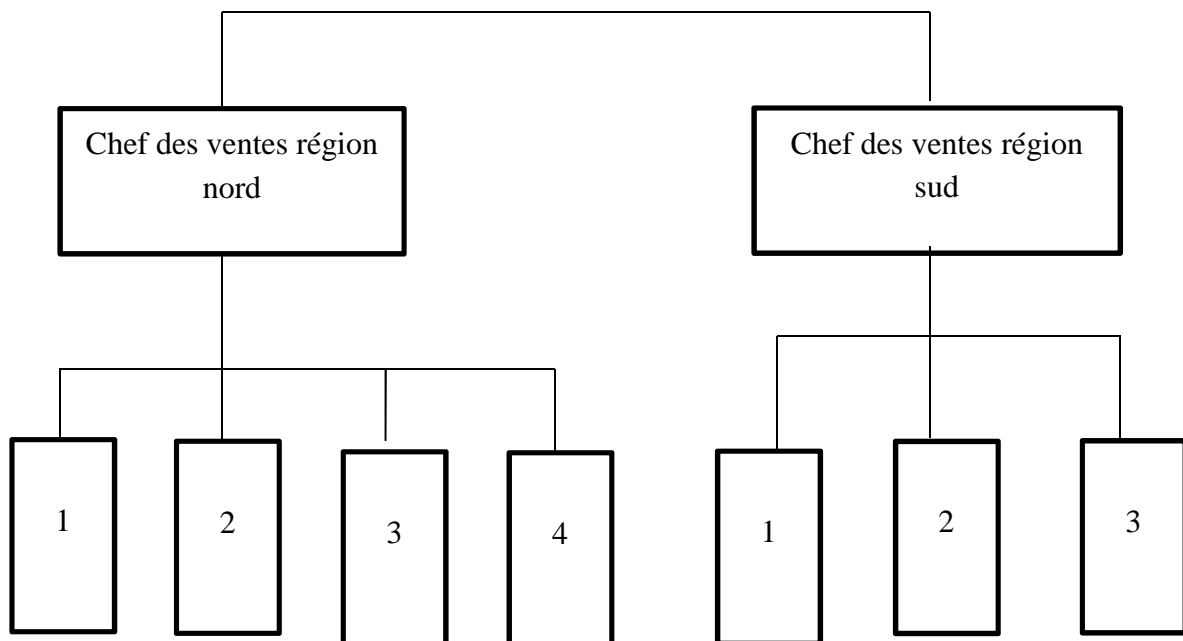 Chef des ventes région
nord
Chef des ventes région
sud
1
2
3
4
1
2
3